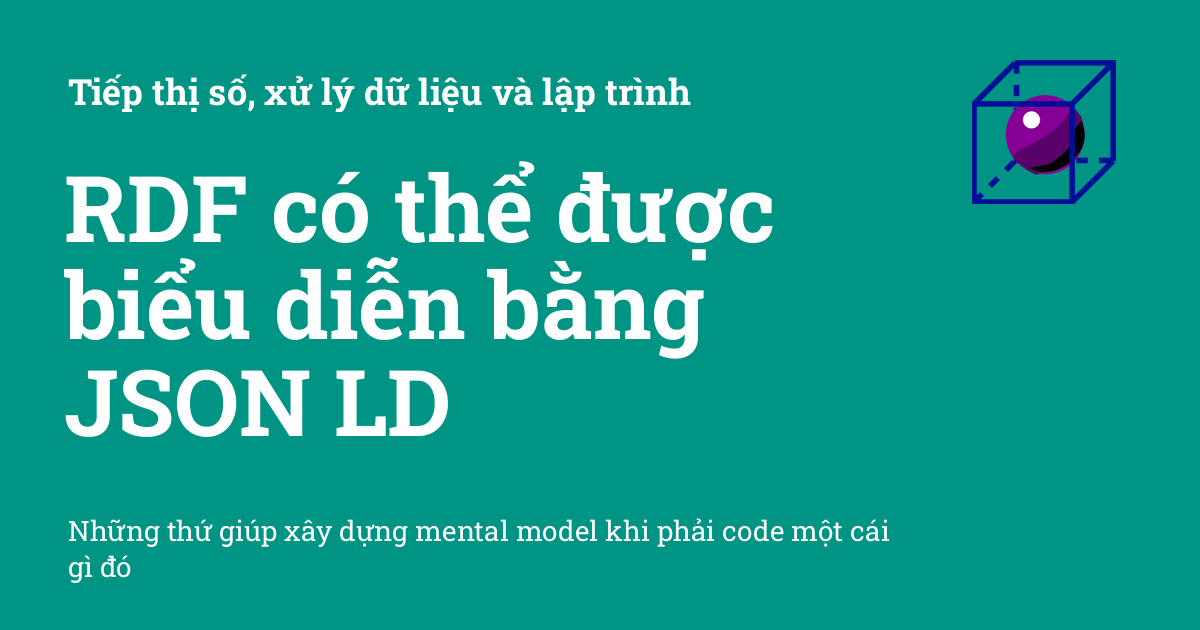 Tiếp thị số, xử lý dữ liệu và lập trình
RDF có thể được
biểu diễn bằng
JSON LD
Những thứ giúp xây dựng mental model khi phải code một cái
gì đó